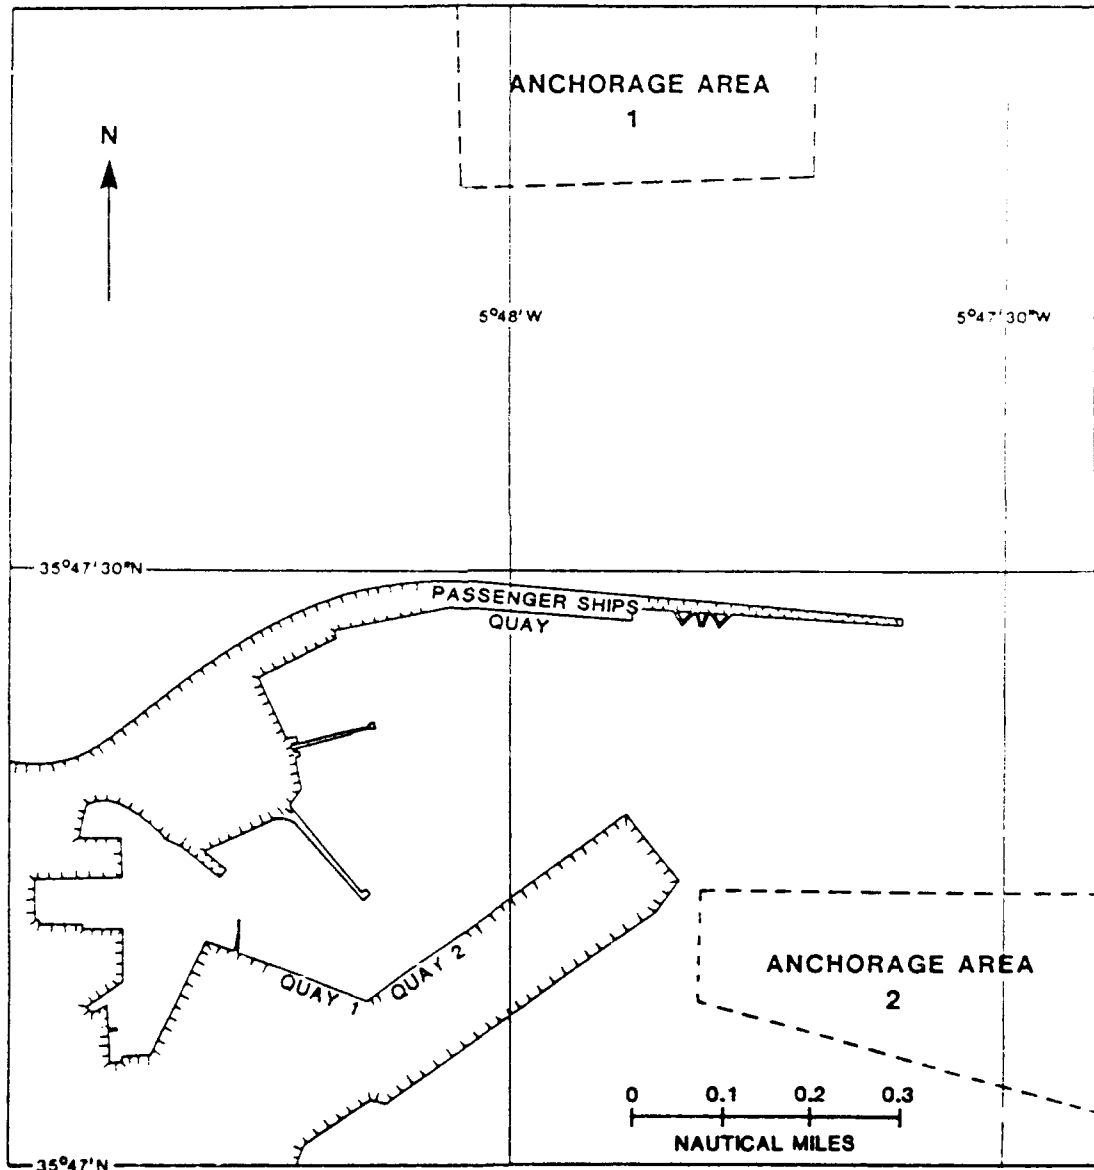 ANCHORAGE AREA
1
N
5°48'W
5°47'30"W
35°47'30"N
PASSENGER SHIPS
QUAY
ANCHORAGE AREA
2
QUAY 1
QUAY 2
0 0.1 0.2 0.3
NAUTICAL MILES
35°47'N